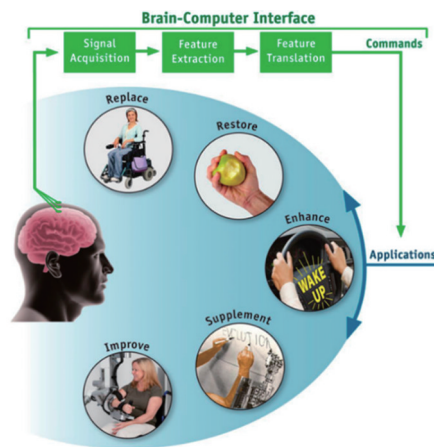 Brain-Computer Interface
Signal
Acquisition
Feature
Extraction
Feature
Translation
Commands
Replace
Restore
Enhance
WAKE
UP
Applications
Supplement
Improve